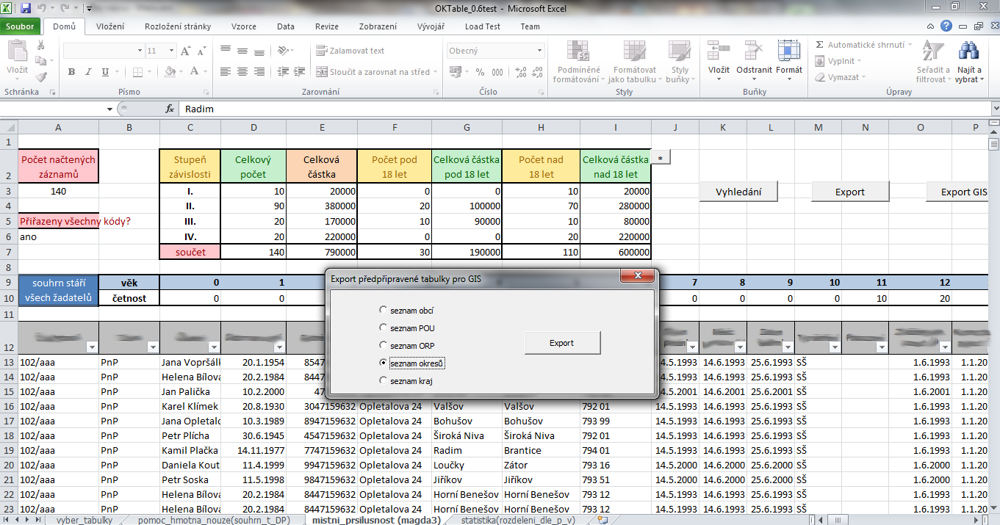 OKTable_0.6test - Microsoft Excel
Soubor Domů Vložení Rozložení stránky Vzorce Data Revize Zobrazení Vývojář Load Test Team
11 Zalamovat text Obecný Automatické shrnutí
Vložit B I U A Sloučit a zarovnat na střed % 000 Podmíněné formátování Formátovat jako tabulku Styly buňky Vložit Odstranit Formát Vyplnit Vymazat Seřadit a filtrovat Najít a vybrat
Schránka Písmo Zarovnání Číslo Styly Buňky Úpravy
fx Radim
A B C D E F G H I J K L M N O P
1
2 Počet načtených záznamů Stupeň závislosti Celkový počet Celková částka Počet pod 18 let Celková částka pod 18 let Počet nad 18 let Celková částka nad 18 let *
3 140 I. 10 20000 0 0 10 20000 Vyhledání Export Export GIS
4 II. 90 380000 20 100000 70 280000
5 Přiřazeny všechny kódy? III. 20 170000 10 90000 10 80000
6 ano IV. 20 220000 0 0 20 220000
7 součet 140 790000 30 190000 110 600000
8
9 souhrn stáří věk 0 1 7 8 9 10 11 12
10 všech žadatelů četnost 0 0 0 0 0 0 10 20
11
12
Export předpřipravené tabulky pro GIS
seznam obcí
seznam POU
seznam ORP
seznam okresů
seznam kraj
Export
13 102/aaa PnP Jana Vopršálk 20.1.1954 8547 4.5.1993 14.6.1993 25.6.1993 SŠ 1.6.1993 1.1.20
14 102/aaa PnP Helena Bílova 20.2.1984 8447 4.5.1993 14.6.1993 25.6.1993 SŠ 1.6.1993 1.1.20
15 102/aaa PnP Jan Palička 10.2.2000 47 4.5.2001 14.6.2001 25.6.2001 SŠ 1.6.2001 1.1.20
16 102/aaa PnP Karel Klímek 20.8.1930 3047159632 Opletalova 24 Valšov Valšov 792 01 14.5.1993 14.6.1993 25.6.1993 SŠ 1.6.1993 1.1.20
17 102/aaa PnP Jana Opletalo 10.3.1989 8947159632 Opletalova 24 Bohušov Bohušov 793 99 14.5.1993 14.6.1993 25.6.1993 SŠ 1.6.1993 1.1.20
18 102/aaa PnP Petr Plícha 30.6.1945 4547159632 Opletalova 24 Široká Niva Široká Niva 792 01 14.5.1993 14.6.1993 25.6.1993 SŠ 1.6.1993 1.1.20
19 102/aaa PnP Kamil Plačka 14.11.1977 7747159632 Opletalova 24 Radim Brantice 794 01 14.5.1993 14.6.1993 25.6.1993 SŠ 1.6.1993 1.1.20
20 102/aaa PnP Daniela Kout 11.4.1999 9947159632 Opletalova 24 Loučky Zátor 793 16 14.5.2000 14.6.2000 25.6.2000 SŠ 1.6.2000 1.1.20
21 102/aaa PnP Petr Soska 11.5.1998 9847159632 Opletalova 24 Jiříkov Jiříkov 793 51 14.5.2000 14.6.2000 25.6.2000 SŠ 1.6.2000 1.1.20
22 102/aaa PnP Helena Bílova 20.2.1984 8447159632 Opletalova 24 Horní Benešov Horní Benešov 793 12 14.5.1993 14.6.1993 25.6.1993 SŠ 1.6.1993 1.1.20
23 102/aaa PnP Helena Bílova 20.2.1984 8447159632 Opletalova 24 Horní Benešov Horní Benešov 793 12 14.5.1993 14.6.1993 25.6.1993 SŠ 1.6.1993 1.1.20
vyber_tabulky pomoc_hmotna_nouze(souhrn_t_DP) mistni_prsilusnost (magda3) statistika(rozdeleni_dle_p_v)